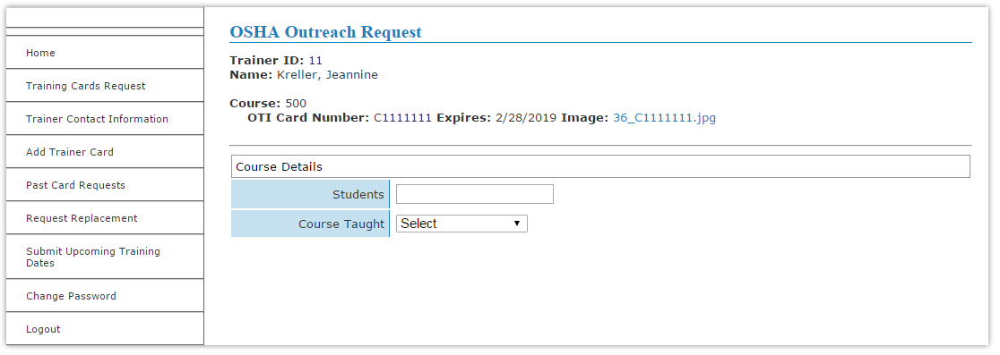 Home
Training Cards Request
Trainer Contact Information
Add Trainer Card
Past Card Requests
Request Replacement
Submit Upcoming Training
Dates
Change Password
Logout
OSHA Outreach Request
Trainer ID: 11
Name: Kreller, Jeannine
Course: 500
OTI Card Number: C1111111 Expires: 2/28/2019 Image: 36_C1111111.jpg
Course Details
Students
Course Taught Select